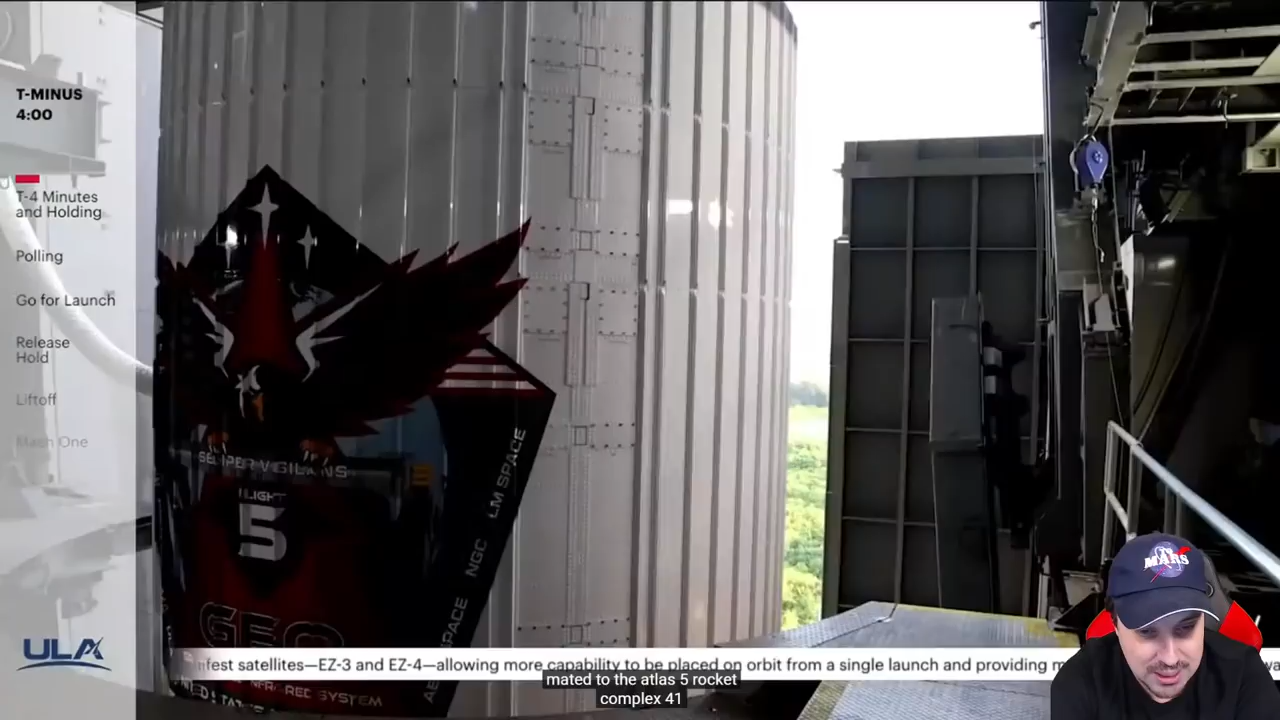 T-MINUS
4:00
T-4 Minutes
and Holding
Polling
Go for Launch
Release
Hold
Liftoff
Mach One
ULA
SEMPER VIGILANS
FLIGHT
5
GEO
LM SPACE
NGC
INFRARED SYSTEM
MARS
nfest satellites—EZ-3 and EZ-4—allowing more capability to be placed on orbit from a single launch and providing m
mated to the atlas 5 rocket
complex 41